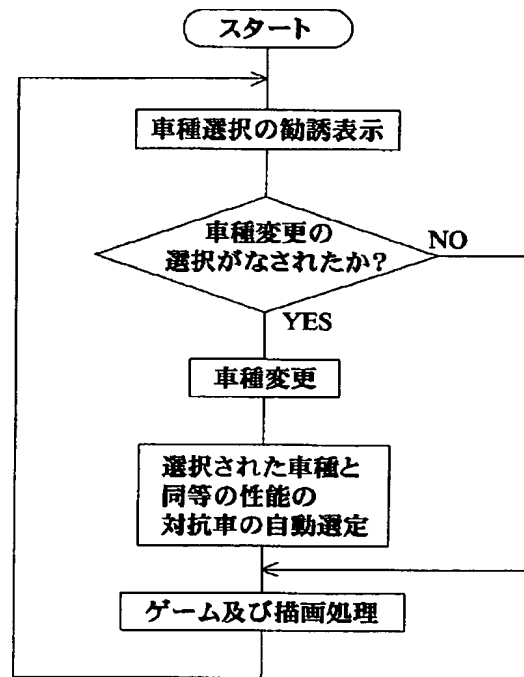 スタート
車種選択の勧誘表示
車種変更の
選択がなされたか?
NO
YES
車種変更
選択された車種と
同等の性能の
対抗車の自動選定
ゲーム及び描画処理